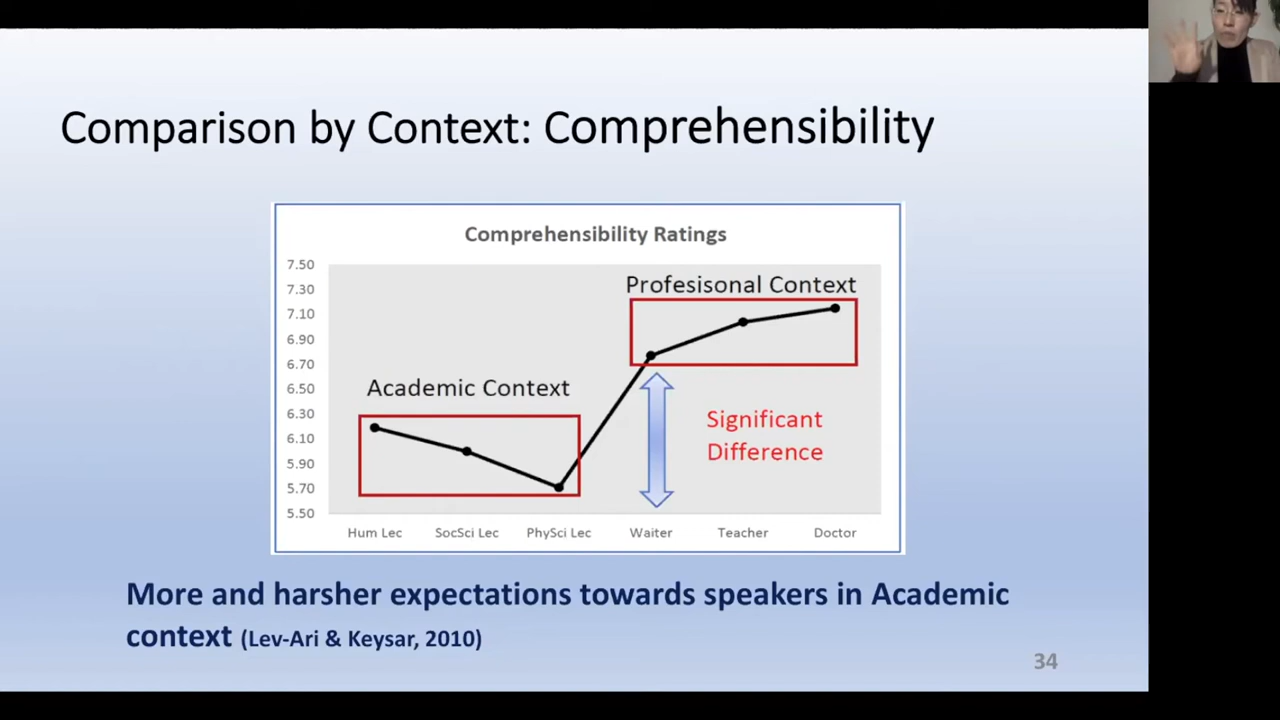 Comparison by Context: Comprehensibility
Comprehensibility Ratings
7.50
7.30
7.10
6.90
6.70
6.50
6.30
6.10
5.90
5.70
5.50
Profesisonal Context
Academic Context
Significant
Difference
Hum Lec SocSci Lec PhySci Lec Waiter Teacher Doctor
More and harsher expectations towards speakers in Academic
context (Lev-Ari & Keysar, 2010)
34